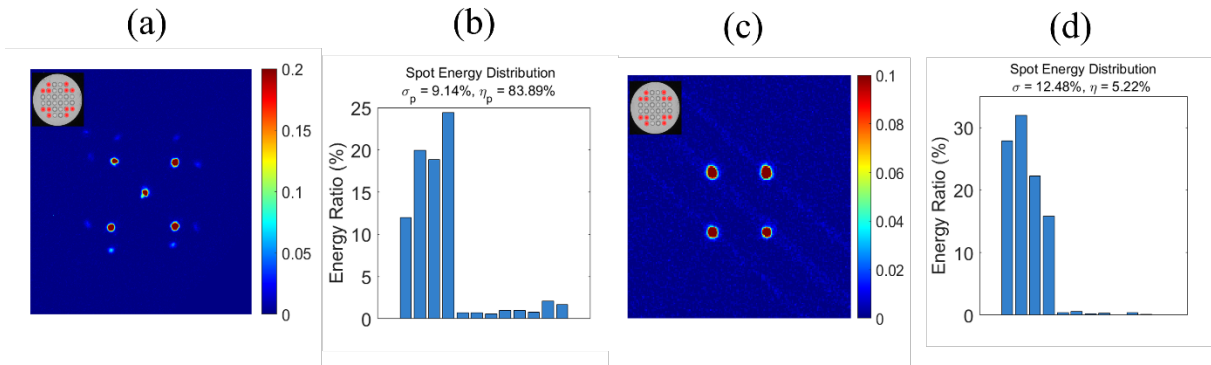 (a)
(b)
(c)
(d)
0.2
0.15
0.1
0.05
0
Spot Energy Distribution
σp = 9.14%, ηp = 83.89%
Energy Ratio (%)
25
20
15
10
5
0
0.1
0.08
0.06
0.04
0.02
0
Spot Energy Distribution
σ = 12.48%, η = 5.22%
Energy Ratio (%)
30
20
10
0